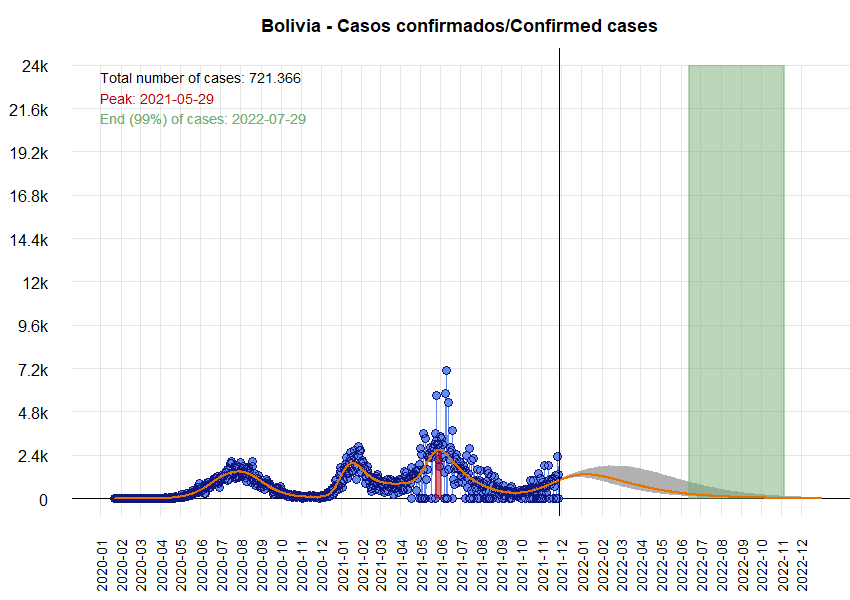 Bolivia - Casos confirmados/Confirmed cases
24k
21.6k
19.2k
16.8k
14.4k
12k
9.6k
7.2k
4.8k
2.4k
0
Total number of cases: 721.366
Peak: 2021-05-29
End (99%) of cases: 2022-07-29
2020-01
2020-02
2020-03
2020-04
2020-05
2020-06
2020-07
2020-08
2020-09
2020-10
2020-11
2020-12
2021-01
2021-02
2021-03
2021-04
2021-05
2021-06
2021-07
2021-08
2021-09
2021-10
2021-11
2021-12
2022-01
2022-02
2022-03
2022-04
2022-05
2022-06
2022-07
2022-08
2022-09
2022-10
2022-11
2022-12